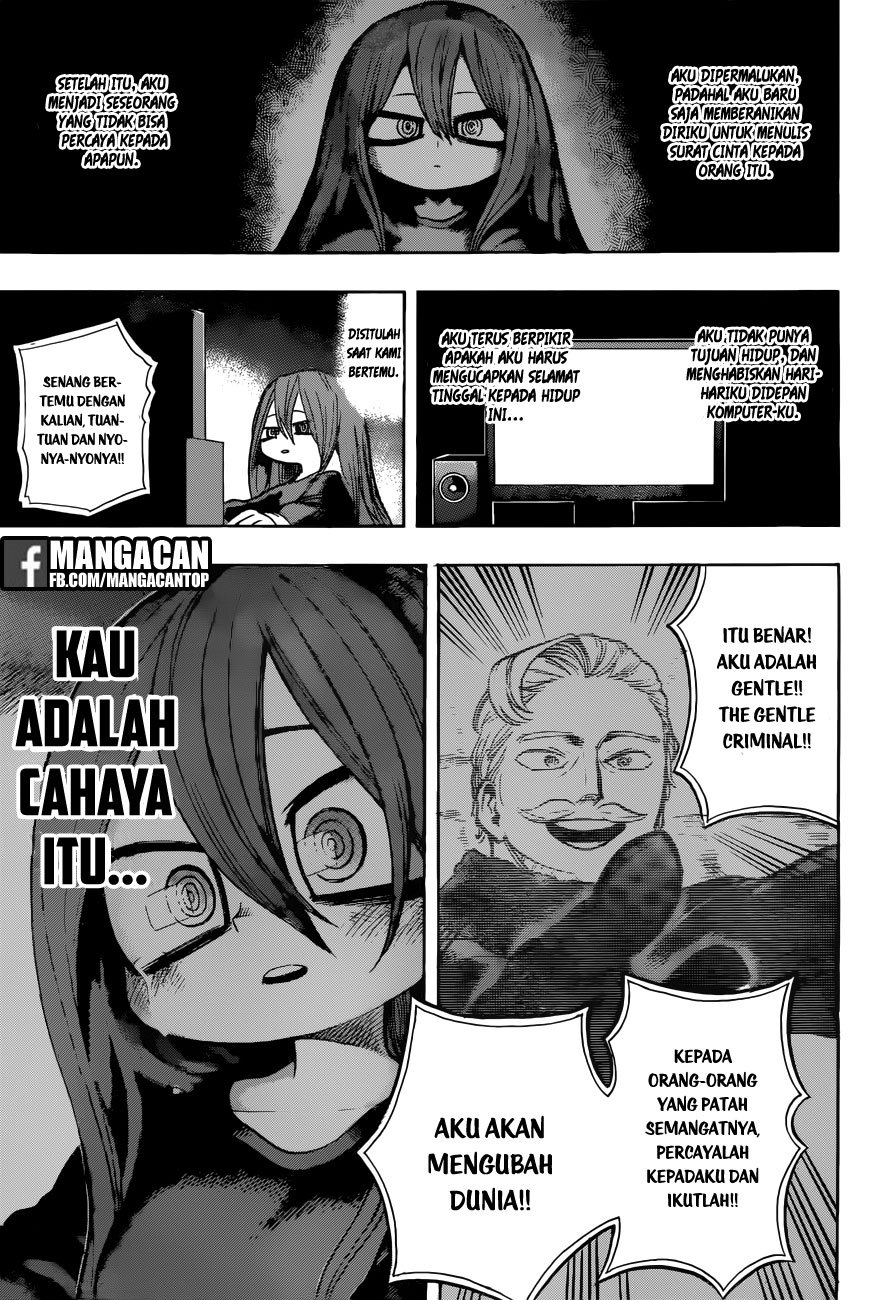 AKU DIPERMALUKAN,
PADAHAL AKU BARU
SAJA MEMBERANIKAN
DIRIKU UNTUK MENULIS
SURAT CINTA KEPADA
ORANG ITU.
SETELAH ITU, AKU
MENJADI SESEORANG
YANG TIDAK BISA
PERCAYA KEPADA
APAPUN.
AKU TIDAK PUNYA
TUJUAN HIDUP, DAN
MENGHABISKAN HARI-
HARIKU DIDEPAN
KOMPUTER-KU.
AKU TERUS BERPIKIR
APAKAH AKU HARUS
MENGUCAPKAN SELAMAT
TINGGAL KEPADA HIDUP
INI...
DISITULAH
SAAT KAMI
BERTEMU.
SENANG BER-
TEMU DENGAN
KALIAN, TUAN-
TUAN DAN NYO-
NYA-NYONYA!!
f MANGACAN
FB.COM/MANGACANTOP
ITU BENAR!
AKU ADALAH
GENTLE!!
THE GENTLE
CRIMINAL!!
KEPADA
ORANG-ORANG
YANG PATAH
SEMANGATNYA,
PERCAYALAH
KEPADAKU DAN
IKUTLAH!!
AKU AKAN
MENGUBAH
DUNIA!!
KAU
ADALAH
CAHAYA
ITU...